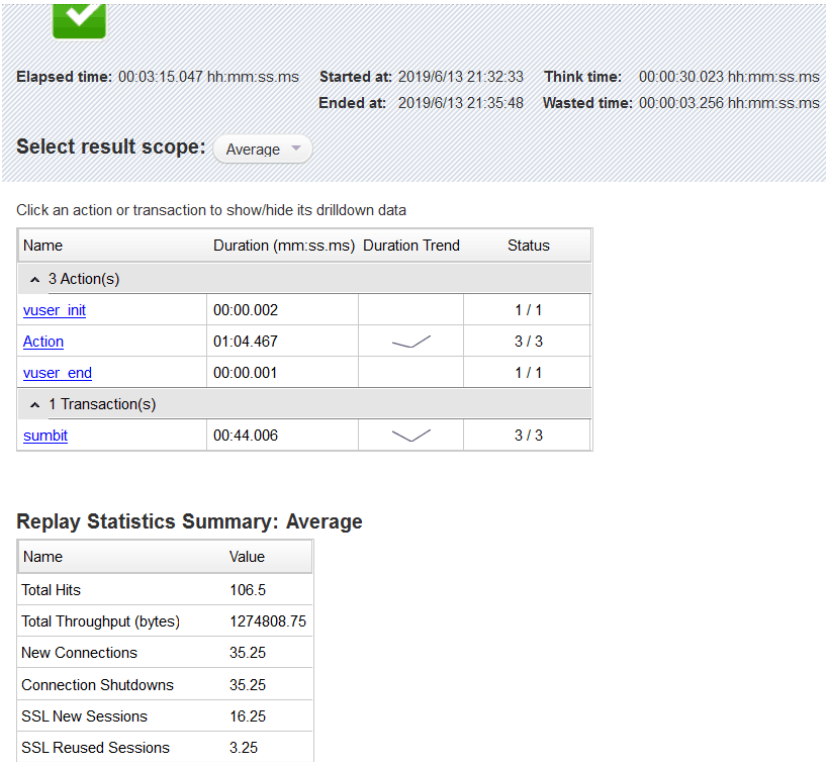 Elapsed time: 00:03:15.047 hh:mm:ss.ms Started at: 2019/6/13 21:32:33 Think time: 00:00:30.023 hh:mm:ss.ms
Ended at: 2019/6/13 21:35:48 Wasted time: 00:00:03.256 hh:mm:ss.ms
Select result scope: Average
Click an action or transaction to show/hide its drilldown data
Name Duration (mm:ss.ms) Duration Trend Status
3 Action(s)
vuser_init 00:00.002 1 / 1
Action 01:04.467 3 / 3
vuser_end 00:00.001 1 / 1
1 Transaction(s)
sumbit 00:44.006 3 / 3
Replay Statistics Summary: Average
Name Value
Total Hits 106.5
Total Throughput (bytes) 1274808.75
New Connections 35.25
Connection Shutdowns 35.25
SSL New Sessions 16.25
SSL Reused Sessions 3.25